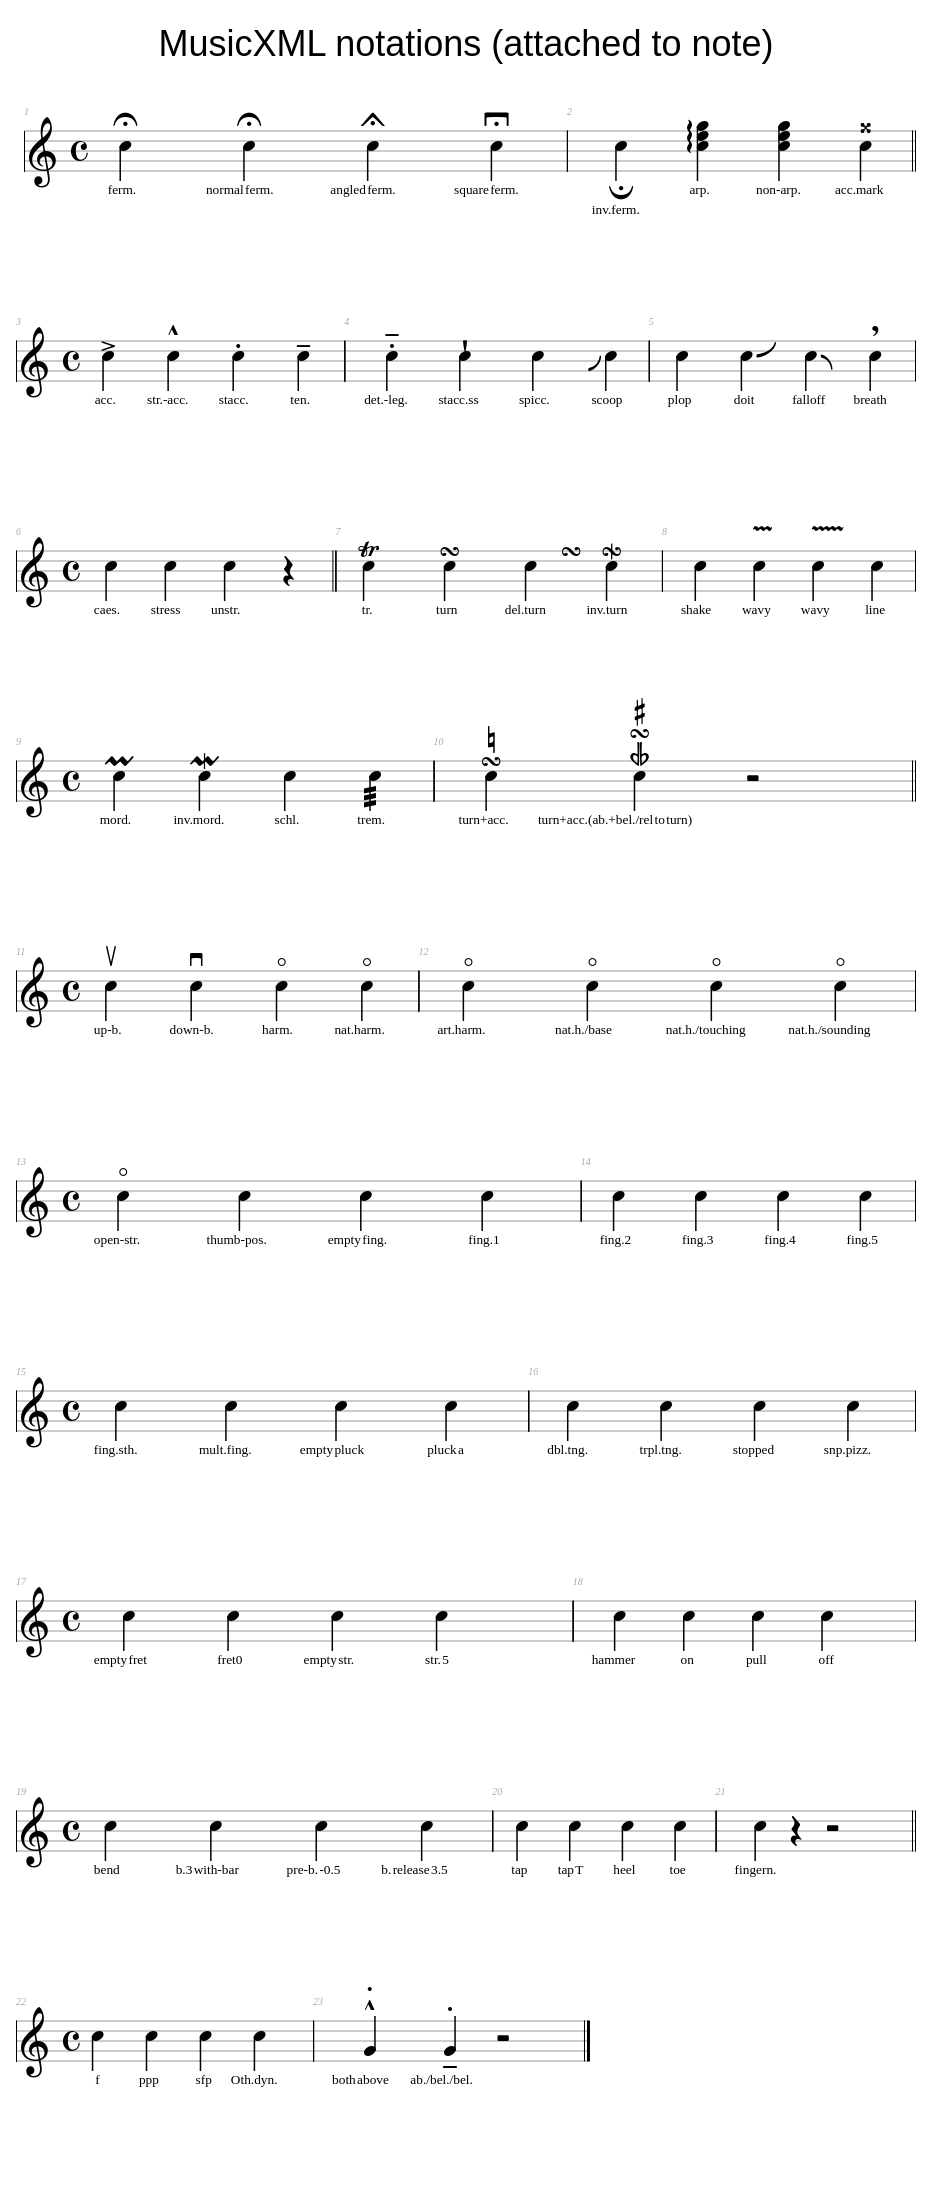 MusicXML notations (attached to note)
1 2
ferm. normal ferm. angled ferm. square ferm. arp. non-arp. acc.mark
inv.ferm.
3 4 5
acc. str.-acc. stacc. ten. det.-leg. stacc.ss spicc. scoop plop doit falloff breath
6 7 8
tr
caes. stress unstr. tr. turn del.turn inv.turn shake wavy wavy line
9 10
mord. inv.mord. schl. trem. turn+acc. turn+acc.(ab.+bel./rel to turn)
11 12
up-b. down-b. harm. nat.harm. art.harm. nat.h./base nat.h./touching nat.h./sounding
13 14
open-str. thumb-pos. empty fing. fing.1 fing.2 fing.3 fing.4 fing.5
15 16
fing.sth. mult.fing. empty pluck pluck a dbl.tng. trpl.tng. stopped snp.pizz.
17 18
empty fret fret0 empty str. str. 5 hammer on pull off
19 20 21
bend b.3 with-bar pre-b. -0.5 b. release 3.5 tap tap T heel toe fingern.
22 23
f ppp sfp Oth.dyn. both above ab./bel./bel.